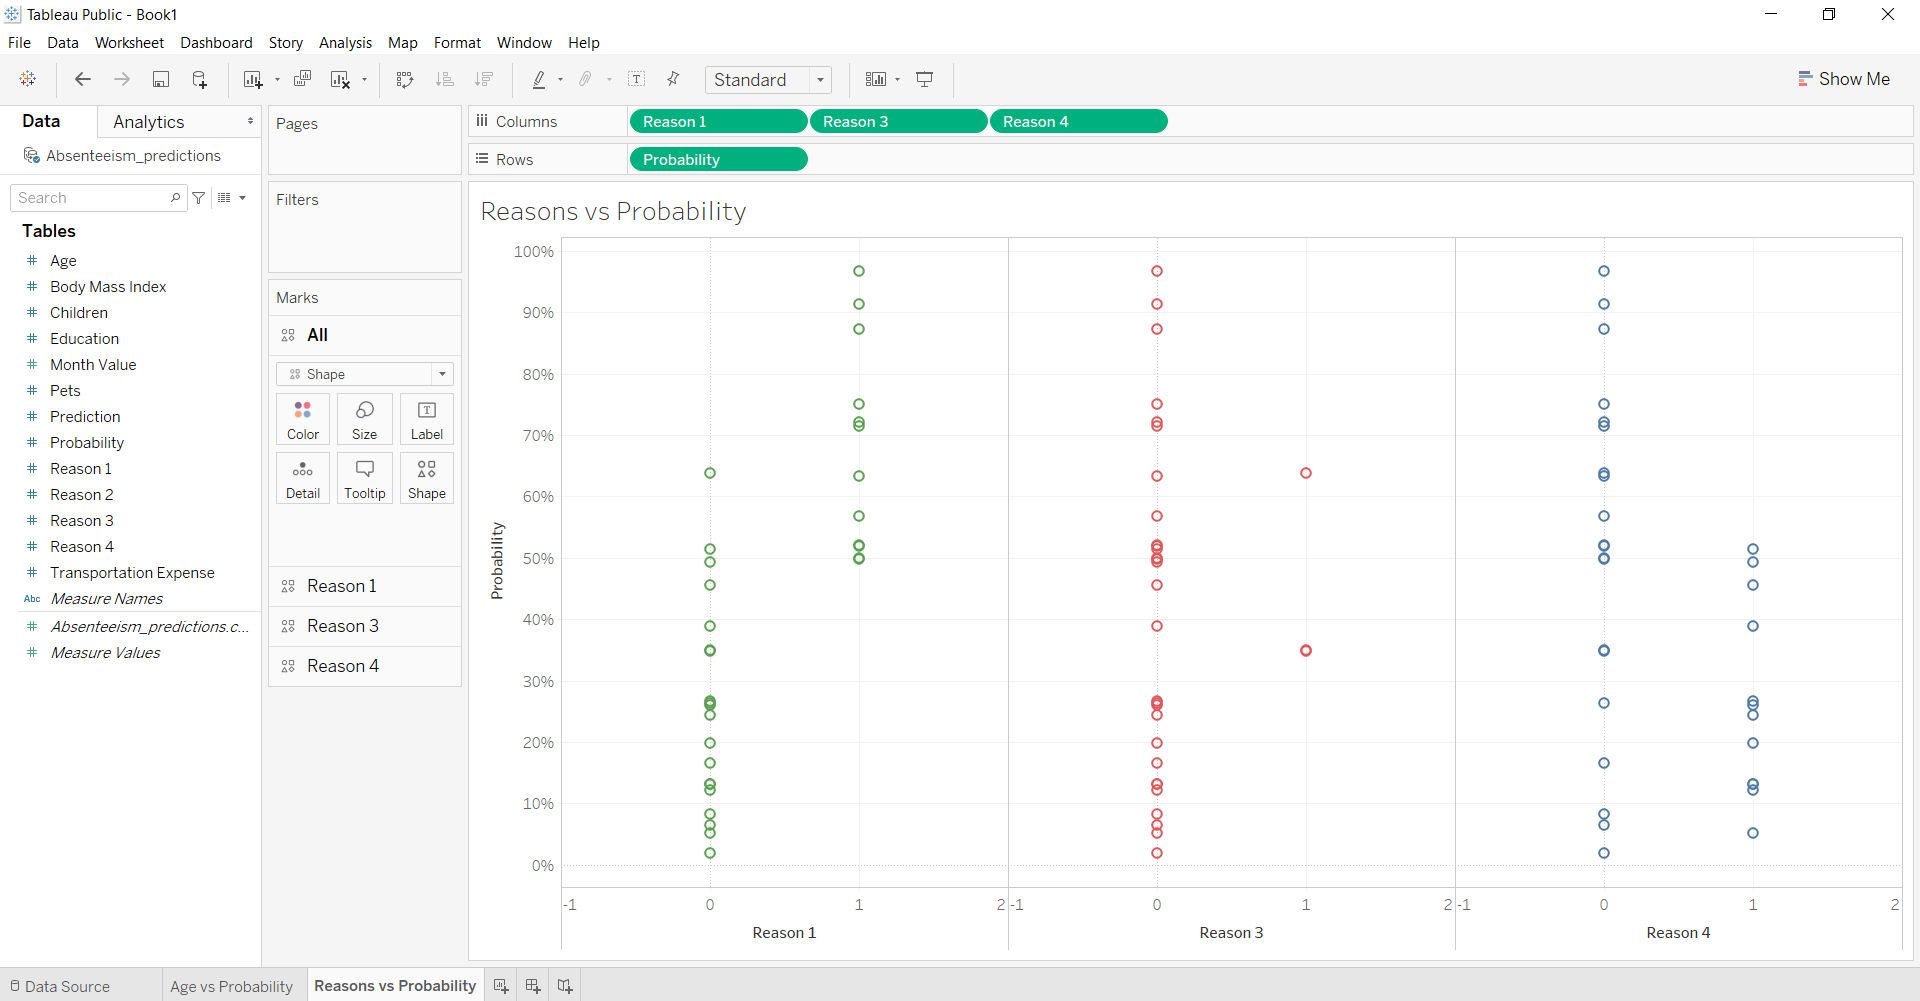 Tableau Public - Book1
File Data Worksheet Dashboard Story Analysis Map Format Window Help
Standard
Show Me
Data Analytics
Absenteeism_predictions
Search
Tables
Age
Body Mass Index
Children
Education
Month Value
Pets
Prediction
Probability
Reason 1
Reason 2
Reason 3
Reason 4
Transportation Expense
Abc Measure Names
Absenteeism_predictions.c...
Measure Values
Pages
Filters
Marks
All
Shape
Color Size Label
Detail Tooltip Shape
Reason 1
Reason 3
Reason 4
Columns Reason 1 Reason 3 Reason 4
Rows Probability
Reasons vs Probability
Probability
100%
90%
80%
70%
60%
50%
40%
30%
20%
10%
0%
-1 0 1 2 -1 0 1 2 -1 0 1 2
Reason 1 Reason 3 Reason 4
Data Source Age vs Probability Reasons vs Probability